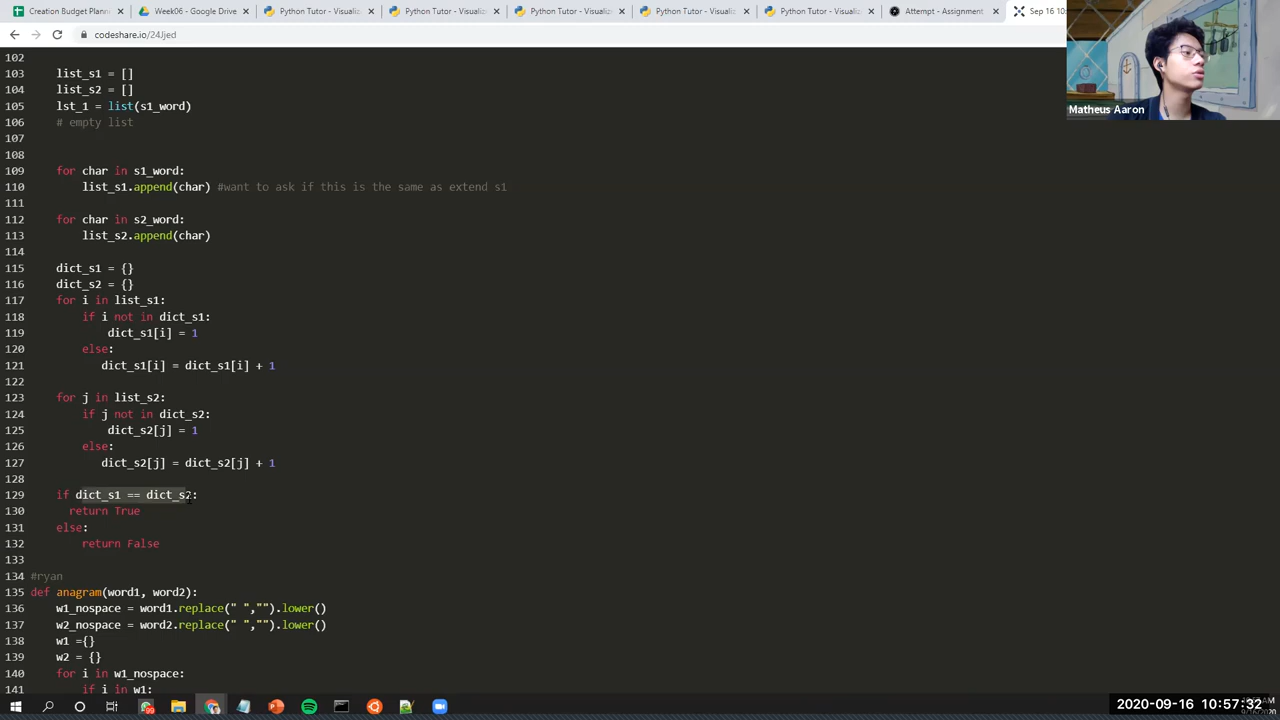 Creation Budget Planne
Week06 - Google Drive
Python Tutor - Visualiz
Python Tutor - Visualiz
Python Tutor - Visualiz
Python Tutor - Visualiz
Python Tutor - Visualiz
Attempt - Assignment
Sep 16 10:
codeshare.io/24Jjed
Matheus Aaron
102
103 list_s1 = []
104 list_s2 = []
105 lst_1 = list(s1_word)
106 # empty list
107
108
109 for char in s1_word:
110 list_s1.append(char) #want to ask if this is the same as extend s1
111
112 for char in s2_word:
113 list_s2.append(char)
114
115 dict_s1 = {}
116 dict_s2 = {}
117 for i in list_s1:
118 if i not in dict_s1:
119 dict_s1[i] = 1
120 else:
121 dict_s1[i] = dict_s1[i] + 1
122
123 for j in list_s2:
124 if j not in dict_s2:
125 dict_s2[j] = 1
126 else:
127 dict_s2[j] = dict_s2[j] + 1
128
129 if dict_s1 == dict_s2:
130 return True
131 else:
132 return False
133
134 #ryan
135 def anagram(word1, word2):
136 w1_nospace = word1.replace(" ","").lower()
137 w2_nospace = word2.replace(" ","").lower()
138 w1 ={}
139 w2 = {}
140 for i in w1_nospace:
141 if i in w1:
2020-09-16 10:57:32